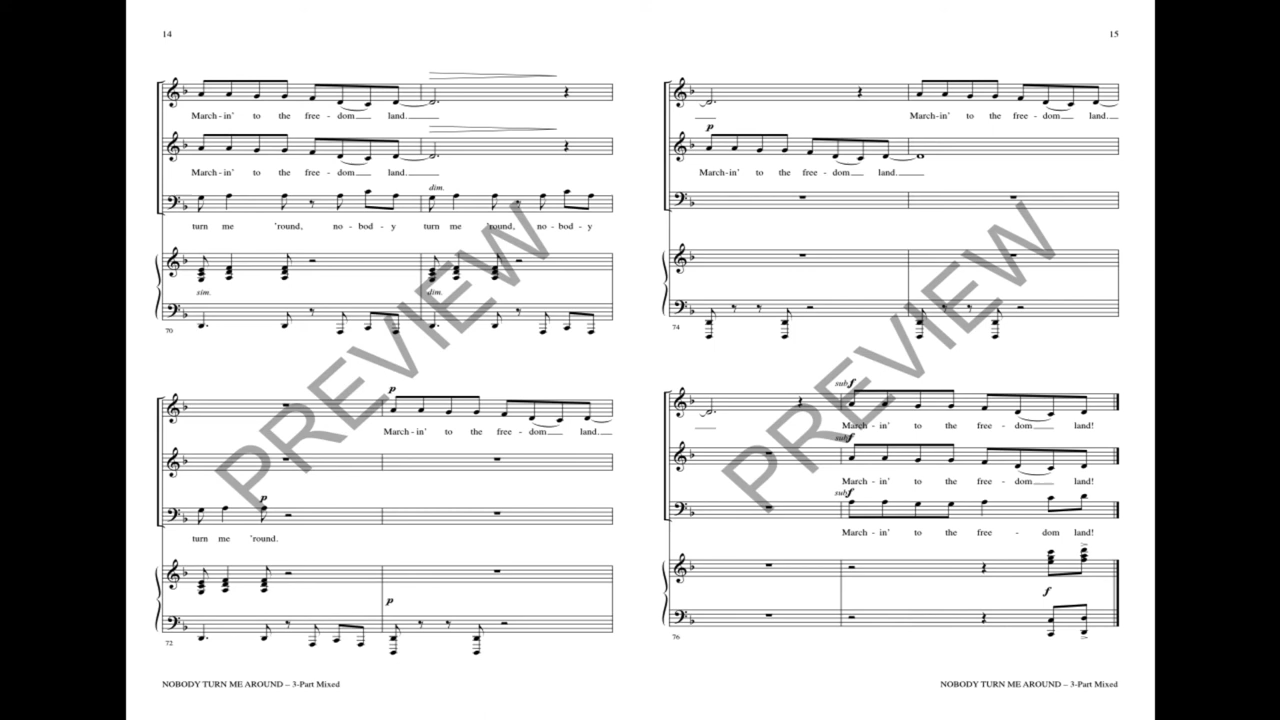 14
March - in' to the free - dom land.
March - in' to the free - dom land.
dim.
turn me 'round, no - bod - y turn me 'round, no - bod - y
sim.
dim.
70
p
March - in' to the free - dom land.
p
turn me 'round.
p
72
NOBODY TURN ME AROUND – 3-Part Mixed
PREVIEW
15
March - in' to the free - dom land.
p
March - in' to the free - dom land.
74
sub f
March - in' to the free - dom land!
sub f
March - in' to the free - dom land!
sub f
March - in' to the free - dom land!
f
76
NOBODY TURN ME AROUND – 3-Part Mixed
PREVIEW